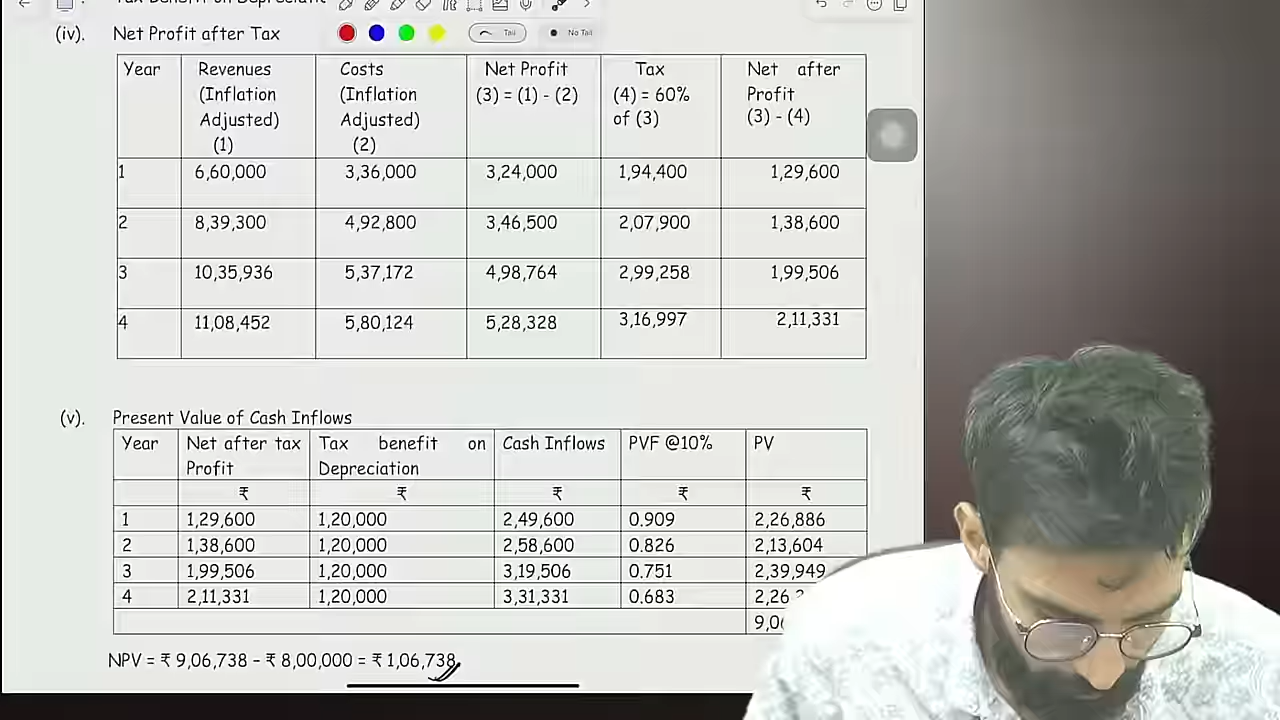 Tax Benefit on
(iv). Net Profit after Tax
Tail
No Tail
Year Revenues (Inflation Adjusted) (1) Costs (Inflation Adjusted) (2) Net Profit (3) = (1) - (2) Tax (4) = 60% of (3) Net after Profit (3) - (4)
1 6,60,000 3,36,000 3,24,000 1,94,400 1,29,600
2 8,39,300 4,92,800 3,46,500 2,07,900 1,38,600
3 10,35,936 5,37,172 4,98,764 2,99,258 1,99,506
4 11,08,452 5,80,124 5,28,328 3,16,997 2,11,331
(v). Present Value of Cash Inflows
Year Net after tax Profit Tax benefit on Depreciation Cash Inflows PVF @10% PV
₹ ₹ ₹ ₹ ₹
1 1,29,600 1,20,000 2,49,600 0.909 2,26,886
2 1,38,600 1,20,000 2,58,600 0.826 2,13,604
3 1,99,506 1,20,000 3,19,506 0.751 2,39,949
4 2,11,331 1,20,000 3,31,331 0.683
NPV = ₹ 9,06,738 – ₹ 8,00,000 = ₹ 1,06,738